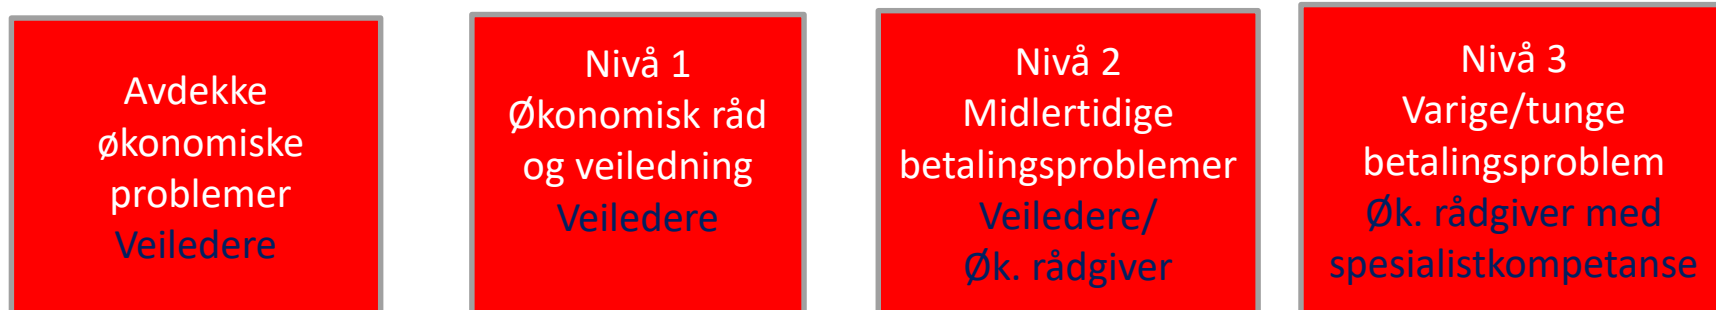 Avdekke
økonomiske
problemer
Veiledere
Nivå 1
Økonomisk råd
og veiledning
Veiledere
Nivå 2
Midlertidige
betalingsproblemer
Veiledere/
Øk. rådgiver
Nivå 3
Varige/tunge
betalingsproblem
Øk. rådgiver med
spesialistkompetanse